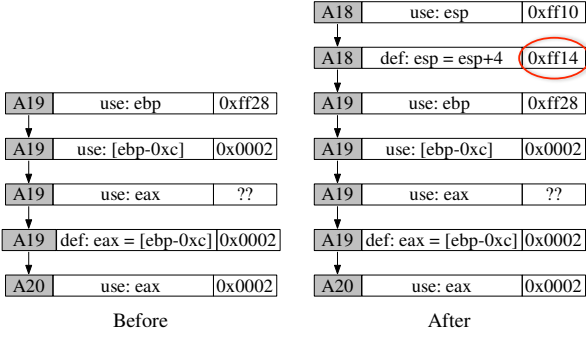 A18 use: esp 0xff10
A18 def: esp = esp+4 0xff14
A19 use: ebp 0xff28 A19 use: ebp 0xff28
A19 use: [ebp-0xc] 0x0002 A19 use: [ebp-0xc] 0x0002
A19 use: eax ?? A19 use: eax ??
A19 def: eax = [ebp-0xc] 0x0002 A19 def: eax = [ebp-0xc] 0x0002
A20 use: eax 0x0002 A20 use: eax 0x0002
Before After